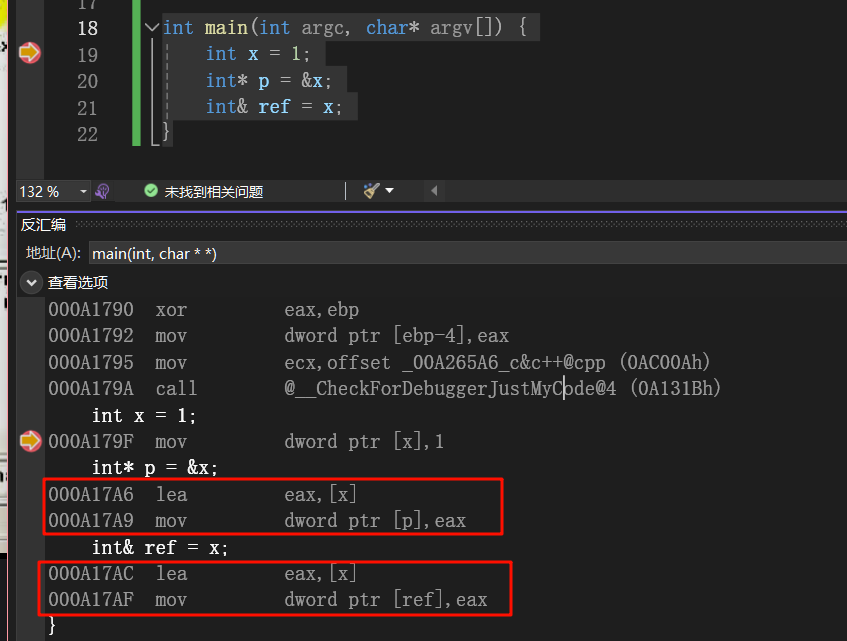 17
18 int main(int argc, char* argv[]) {
19 int x = 1;
20 int* p = &x;
21 int& ref = x;
22 }
132 % 未找到相关问题
反汇编
地址(A): main(int, char * *)
查看选项
000A1790 xor eax,ebp
000A1792 mov dword ptr [ebp-4],eax
000A1795 mov ecx,offset _00A265A6_c&c++@cpp (0AC00Ah)
000A179A call @__CheckForDebuggerJustMyCode@4 (0A131Bh)
int x = 1;
000A179F mov dword ptr [x],1
int* p = &x;
000A17A6 lea eax,[x]
000A17A9 mov dword ptr [p],eax
int& ref = x;
000A17AC lea eax,[x]
000A17AF mov dword ptr [ref],eax
}